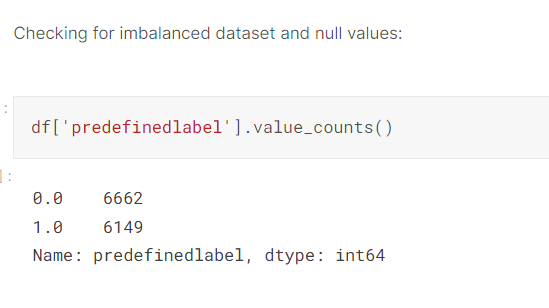 Checking for imbalanced dataset and null values:
:
df['predefinedlabel'].value_counts()
]:
0.0    6662
1.0    6149
Name: predefinedlabel, dtype: int64